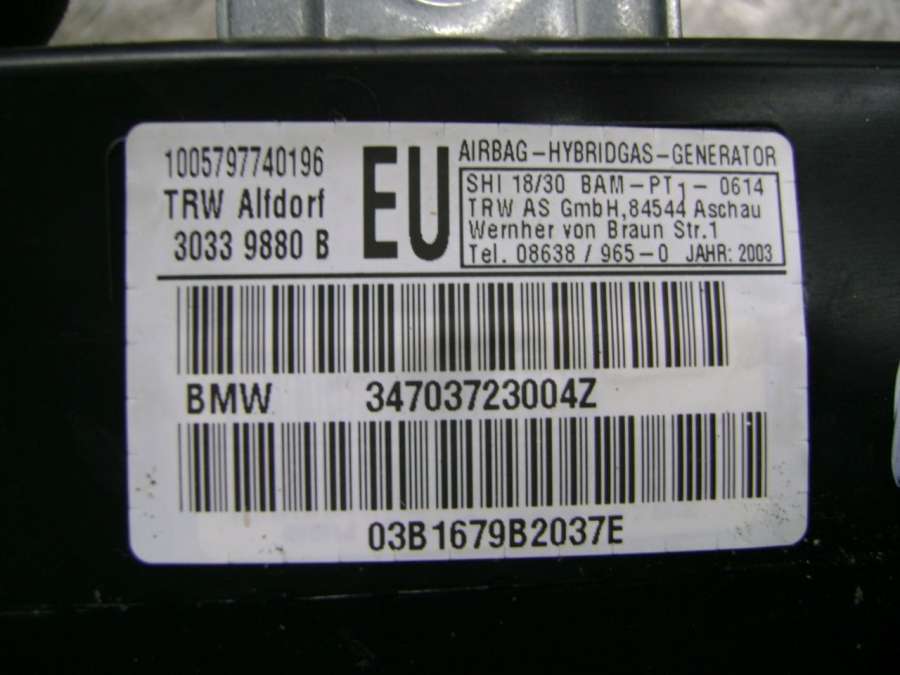 1005797740196
TRW Alfdorf
3033 9880 B
EU
AIRBAG-HYBRIDGAS-GENERATOR
SHI 18/30 BAM-PT1-0614
TRW AS GmbH,84544 Aschau
Wernher von Braun Str.1
Tel. 08638 / 965-0 JAHR: 2003
BMW 34703723004Z
03B1679B2037E